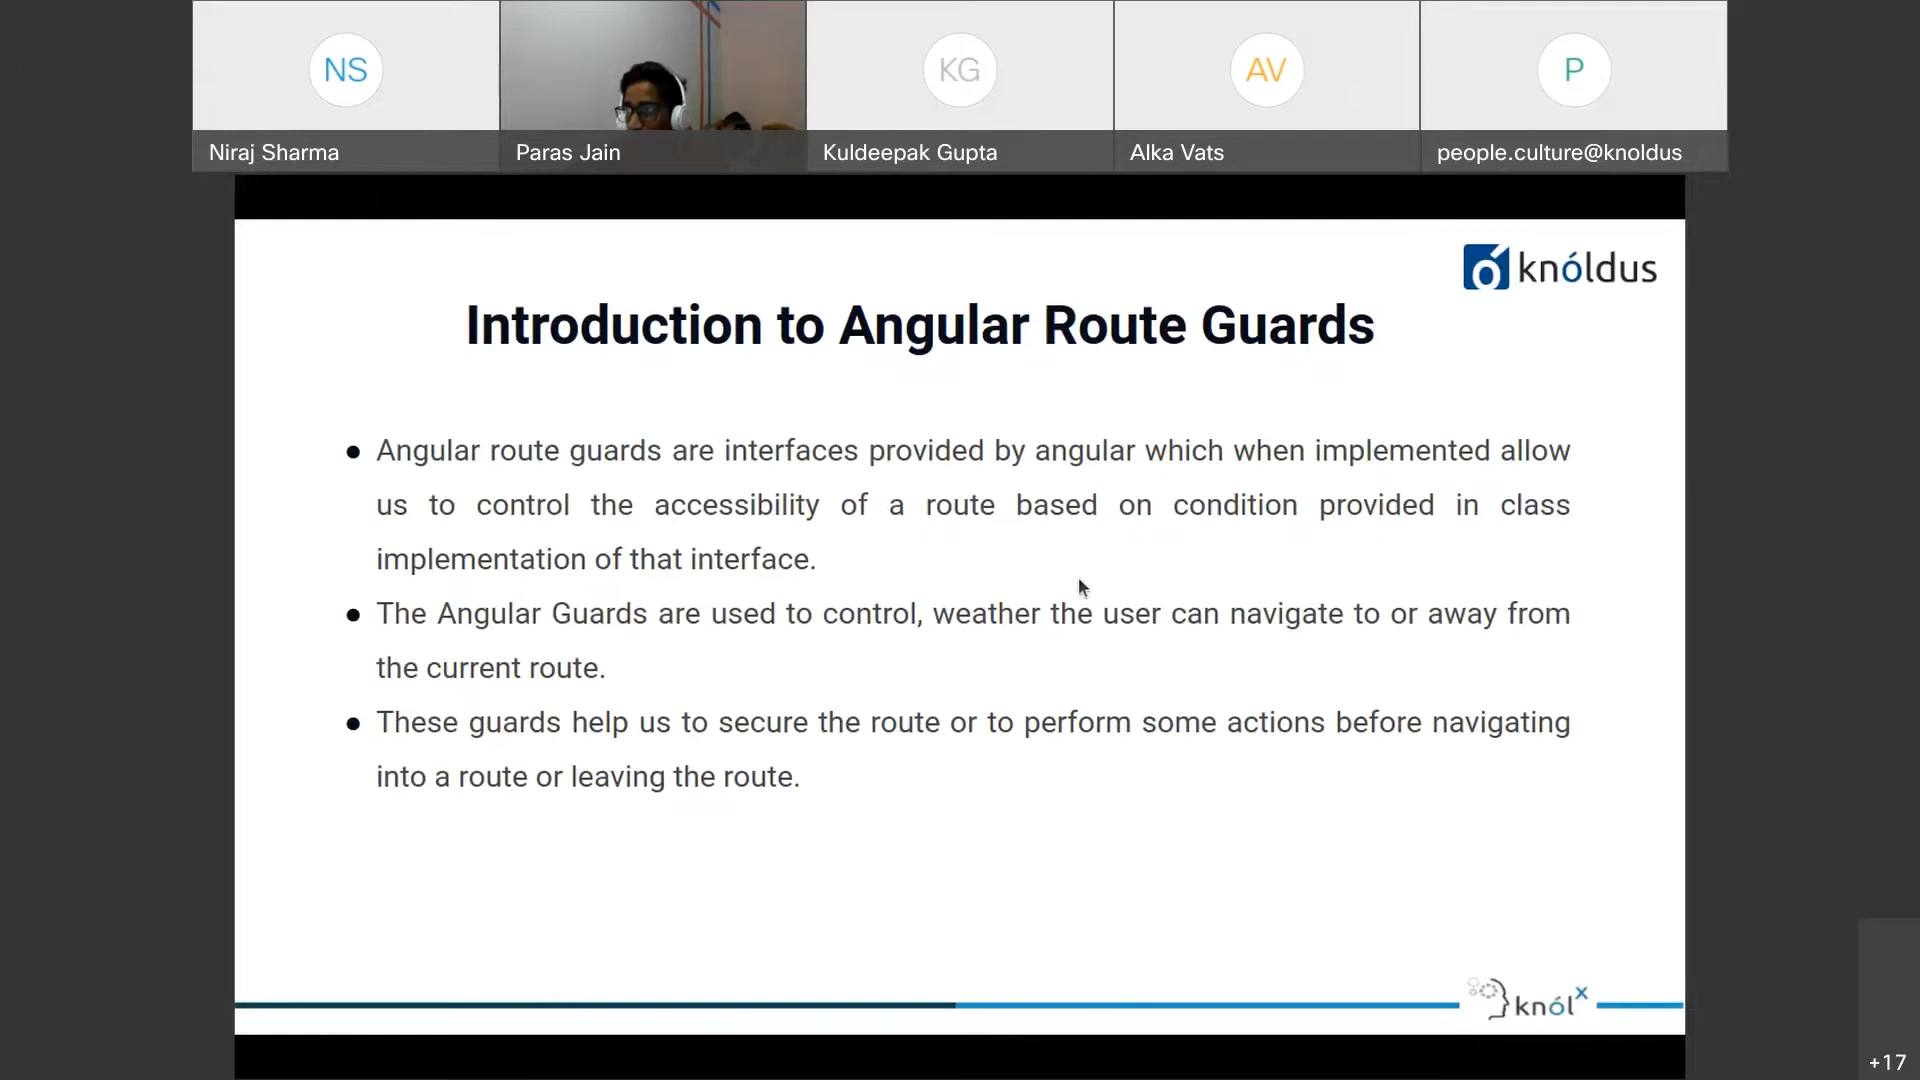 NS
KG
AV
P
Niraj Sharma
Paras Jain
Kuldeepak Gupta
Alka Vats
people.culture@knoldus
knóldus
Introduction to Angular Route Guards
● Angular route guards are interfaces provided by angular which when implemented allow
us to control the accessibility of a route based on condition provided in class
implementation of that interface.
● The Angular Guards are used to control, weather the user can navigate to or away from
the current route.
● These guards help us to secure the route or to perform some actions before navigating
into a route or leaving the route.
knólx
+17